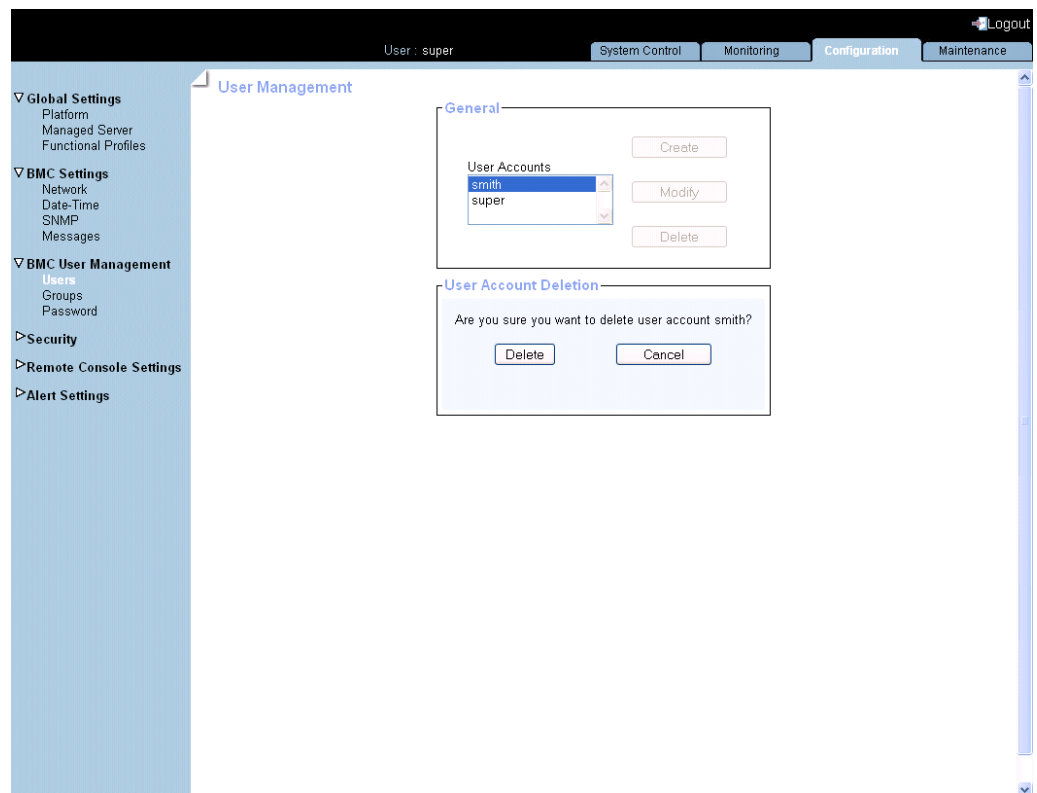 Logout
User : super
System Control
Monitoring
Configuration
Maintenance
Global Settings
Platform
Managed Server
Functional Profiles
BMC Settings
Network
Date-Time
SNMP
Messages
BMC User Management
Users
Groups
Password
Security
Remote Console Settings
Alert Settings
User Management
General
User Accounts
smith
super
Create
Modify
Delete
User Account Deletion
Are you sure you want to delete user account smith?
Delete
Cancel